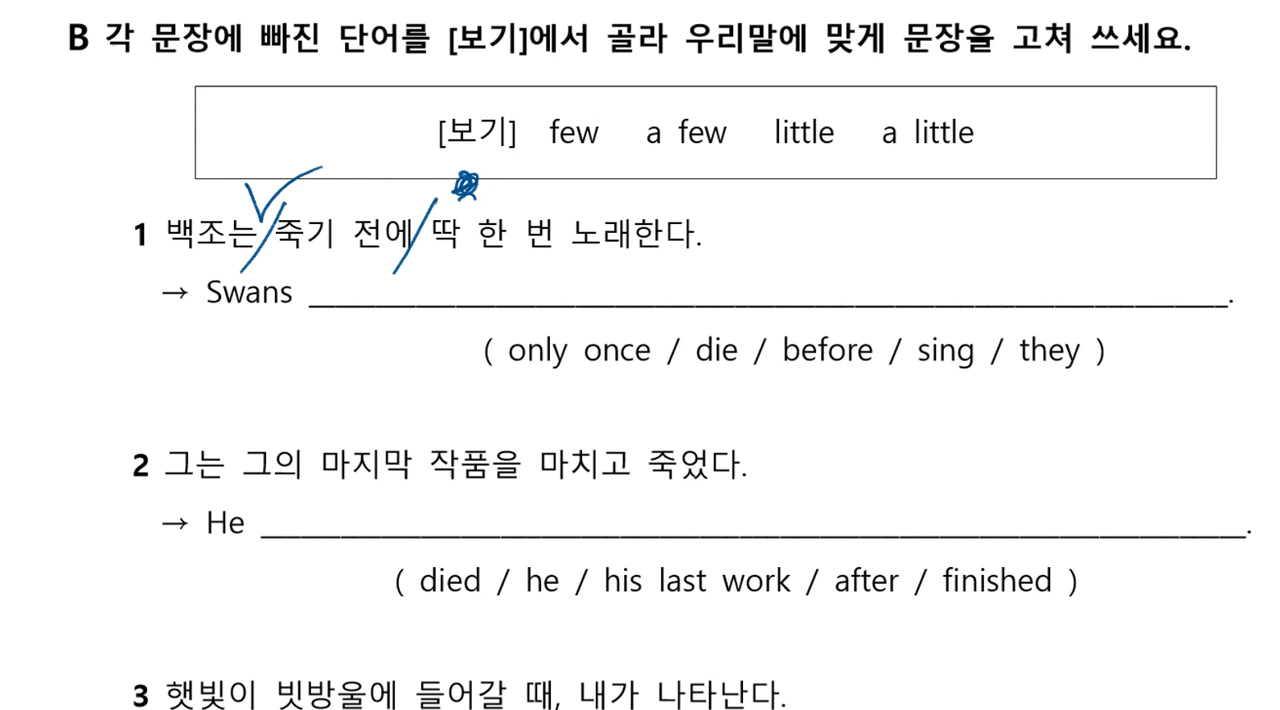 B 각 문장에 빠진 단어를 [보기]에서 골라 우리말에 맞게 문장을 고쳐 쓰세요.
[보기] few a few little a little
1 백조는 죽기 전에 딱 한 번 노래한다.
→ Swans ____________________.
( only once / die / before / sing / they )
2 그는 그의 마지막 작품을 마치고 죽었다.
→ He ____________________.
( died / he / his last work / after / finished )
3 햇빛이 빗방울에 들어갈 때, 내가 나타난다.